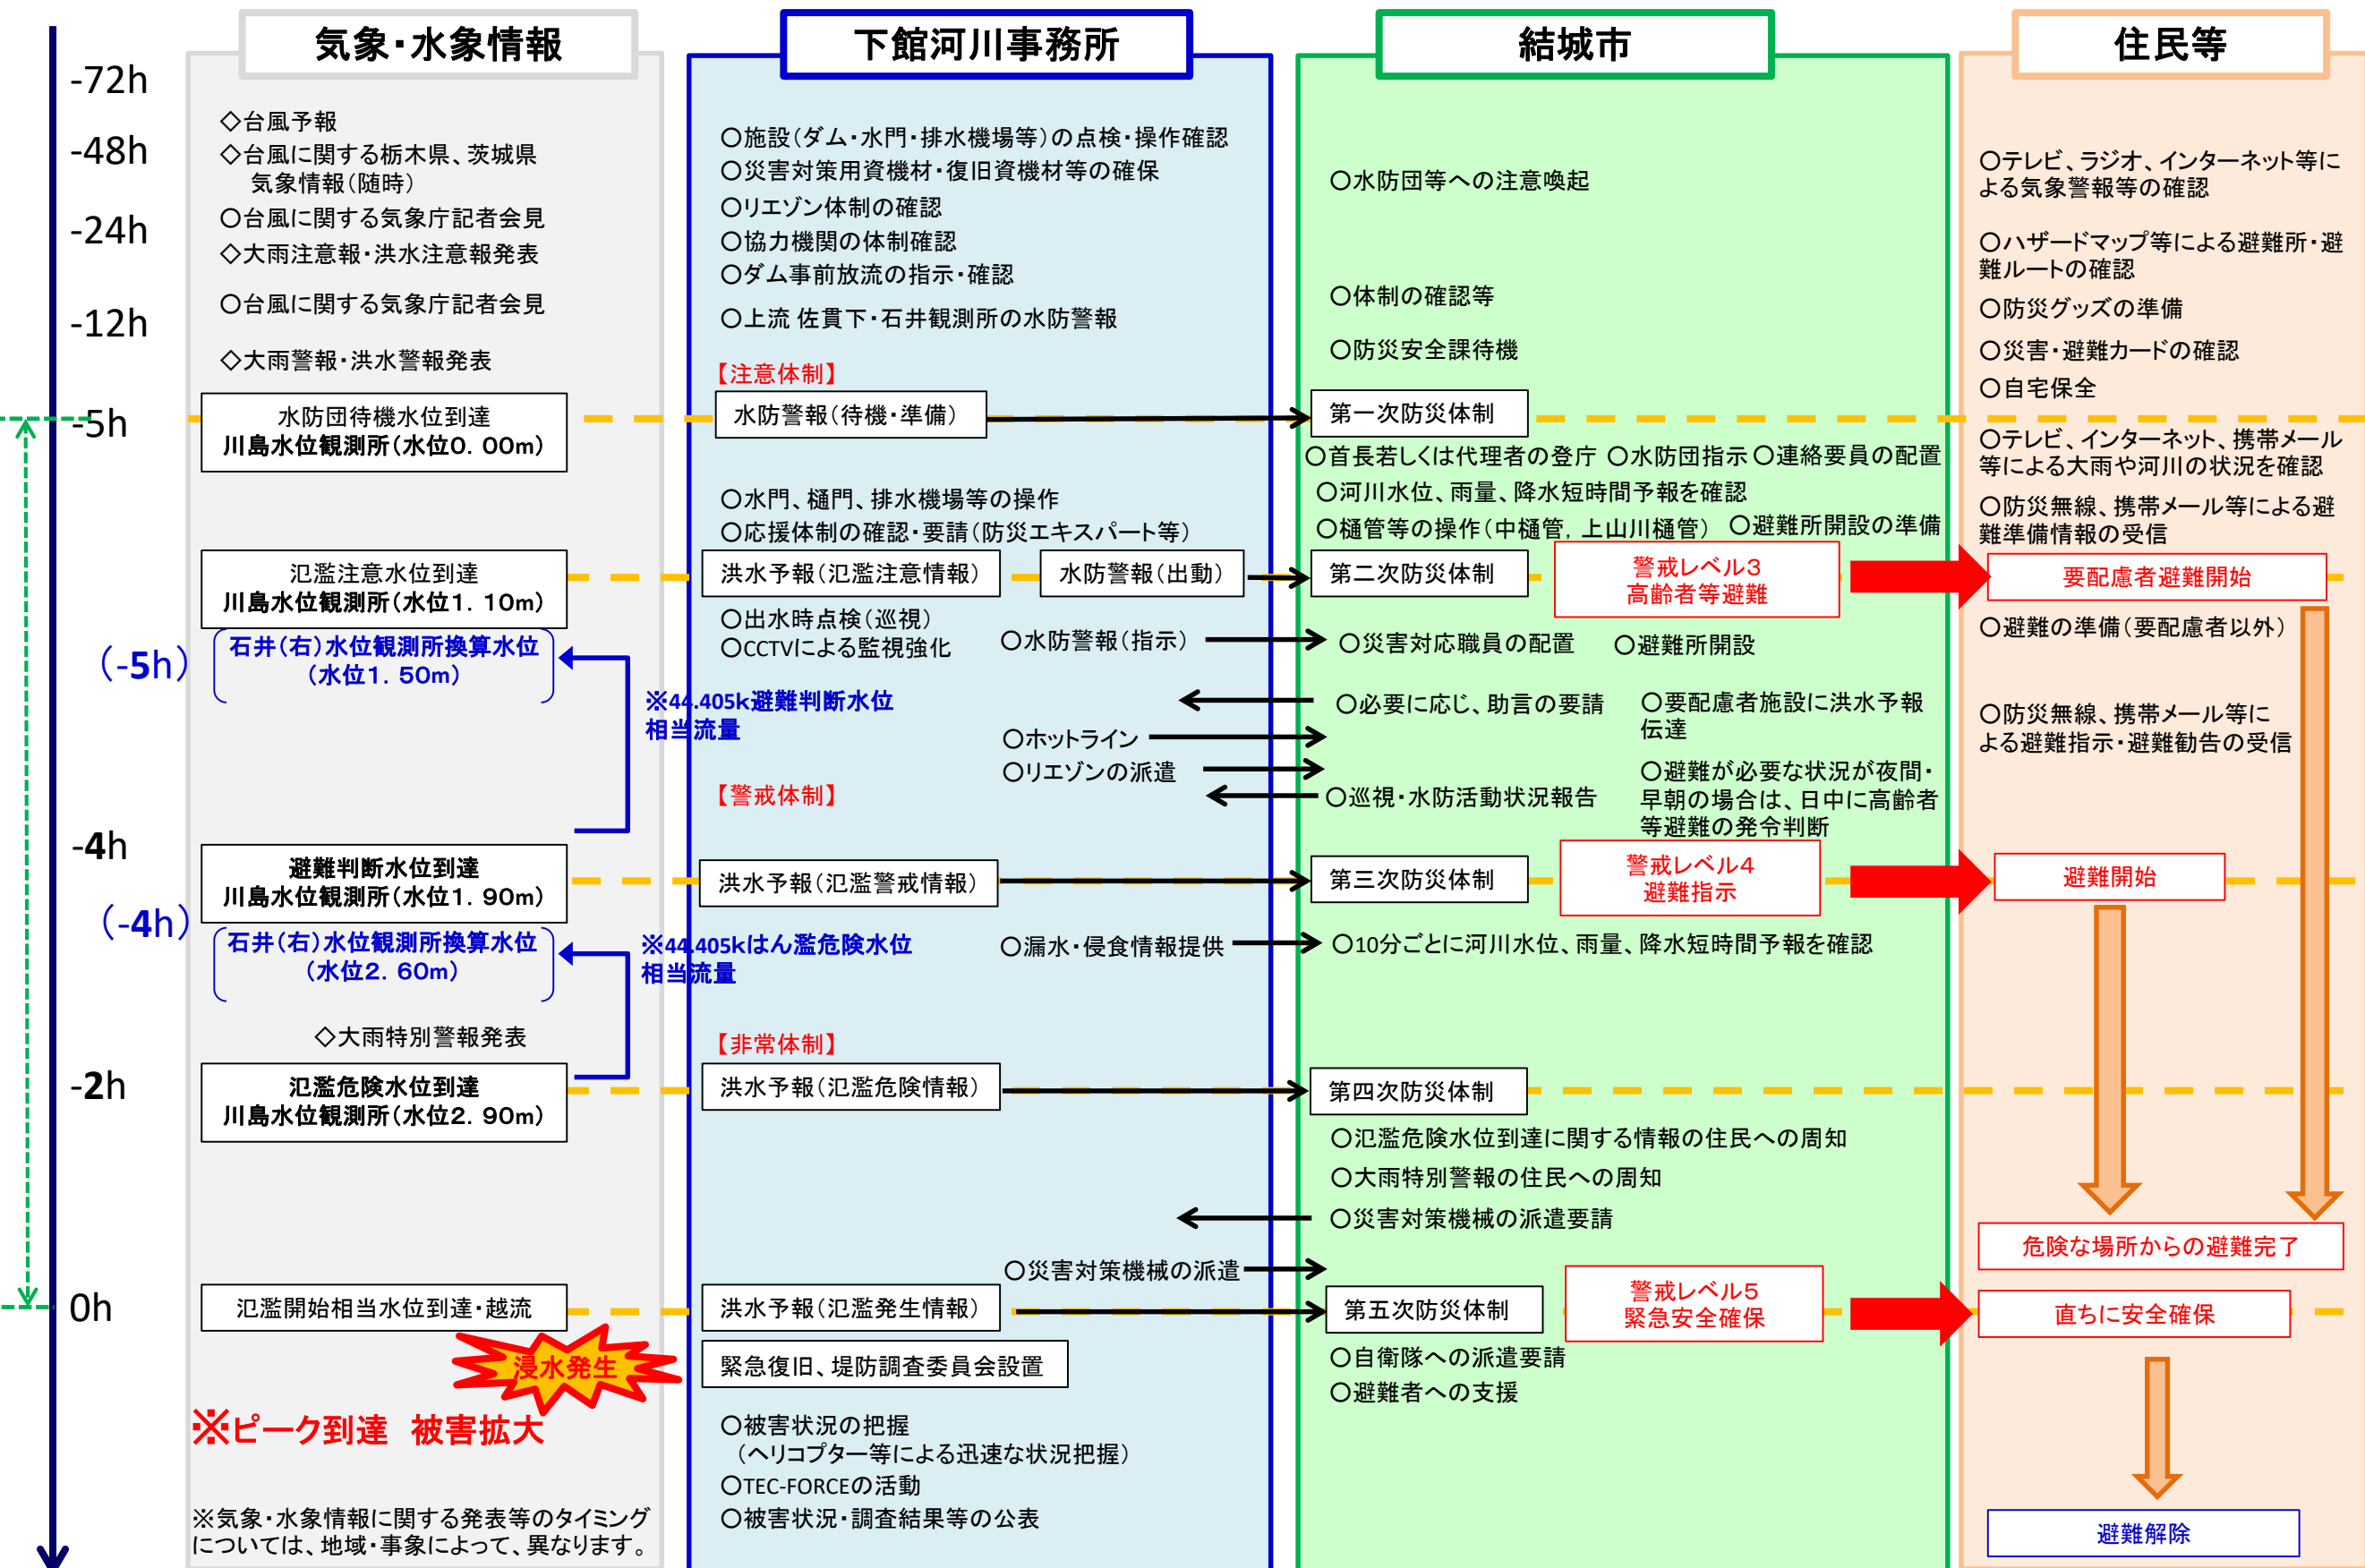 気象・水象情報
下館河川事務所
結城市
住民等
-72h
-48h
-24h
-12h
-5h
(-5h)
-4h
(-4h)
-2h
0h
◇台風予報
◇台風に関する栃木県、茨城県
気象情報(随時)
○台風に関する気象庁記者会見
◇大雨注意報・洪水注意報発表
○台風に関する気象庁記者会見
◇大雨警報・洪水警報発表
水防団待機水位到達
川島水位観測所(水位0.00m)
氾濫注意水位到達
川島水位観測所(水位1.10m)
石井(右)水位観測所換算水位
(水位1.50m)
避難判断水位到達
川島水位観測所(水位1.90m)
石井(右)水位観測所換算水位
(水位2.60m)
◇大雨特別警報発表
氾濫危険水位到達
川島水位観測所(水位2.90m)
氾濫開始相当水位到達・越流
浸水発生
※ピーク到達 被害拡大
※気象・水象情報に関する発表等のタイミング
については、地域・事象によって、異なります。
○施設(ダム・水門・排水機場等)の点検・操作確認
○災害対策用資機材・復旧資機材等の確保
○リエゾン体制の確認
○協力機関の体制確認
○ダム事前放流の指示・確認
○上流 佐貫下・石井観測所の水防警報
【注意体制】
水防警報(待機・準備)
○水門、樋門、排水機場等の操作
○応援体制の確認・要請(防災エキスパート等)
洪水予報(氾濫注意情報)
水防警報(出動)
○出水時点検(巡視)
○CCTVによる監視強化
○水防警報(指示)
※44.405k避難判断水位
相当流量
○ホットライン
○リエゾンの派遣
【警戒体制】
洪水予報(氾濫警戒情報)
※44.405kはん濫危険水位
相当流量
○漏水・侵食情報提供
【非常体制】
洪水予報(氾濫危険情報)
○災害対策機械の派遣
洪水予報(氾濫発生情報)
緊急復旧、堤防調査委員会設置
○被害状況の把握
(ヘリコプター等による迅速な状況把握)
○TEC-FORCEの活動
○被害状況・調査結果等の公表
○水防団等への注意喚起
○体制の確認等
○防災安全課待機
第一次防災体制
○首長若しくは代理者の登庁 ○水防団指示 ○連絡要員の配置
○河川水位、雨量、降水短時間予報を確認
○樋管等の操作(中樋管, 上山川樋管) ○避難所開設の準備
第二次防災体制
警戒レベル3
高齢者等避難
○災害対応職員の配置 ○避難所開設
○必要に応じ、助言の要請
○要配慮者施設に洪水予報
伝達
○巡視・水防活動状況報告
○避難が必要な状況が夜間・
早朝の場合は、日中に高齢者
等避難の発令判断
第三次防災体制
警戒レベル4
避難指示
○10分ごとに河川水位、雨量、降水短時間予報を確認
第四次防災体制
○氾濫危険水位到達に関する情報の住民への周知
○大雨特別警報の住民への周知
○災害対策機械の派遣要請
第五次防災体制
警戒レベル5
緊急安全確保
○自衛隊への派遣要請
○避難者への支援
○テレビ、ラジオ、インターネット等に
よる気象警報等の確認
○ハザードマップ等による避難所・避
難ルートの確認
○防災グッズの準備
○災害・避難カードの確認
○自宅保全
○テレビ、インターネット、携帯メール
等による大雨や河川の状況を確認
○防災無線、携帯メール等による避
難準備情報の受信
要配慮者避難開始
○避難の準備(要配慮者以外)
○防災無線、携帯メール等に
よる避難指示・避難勧告の受信
避難開始
危険な場所からの避難完了
直ちに安全確保
避難解除